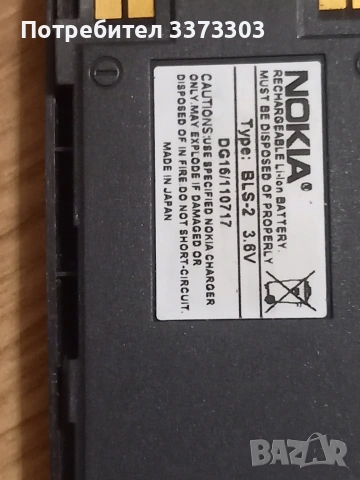 Потребител 3373303
NOKIA®
RECHARGEABLE Li-ion BATTERY.
MUST BE DISPOSED OF PROPERLY
Type: BLS-2 3.6V
DG16/110717
CAUTIONS:USE SPECIFIED NOKIA CHARGER
ONLY.MAY EXPLODE IF DAMAGED OR
DISPOSED OF IN FIRE.DO NOT SHORT-CIRCUIT.
MADE IN JAPAN
BAZAR